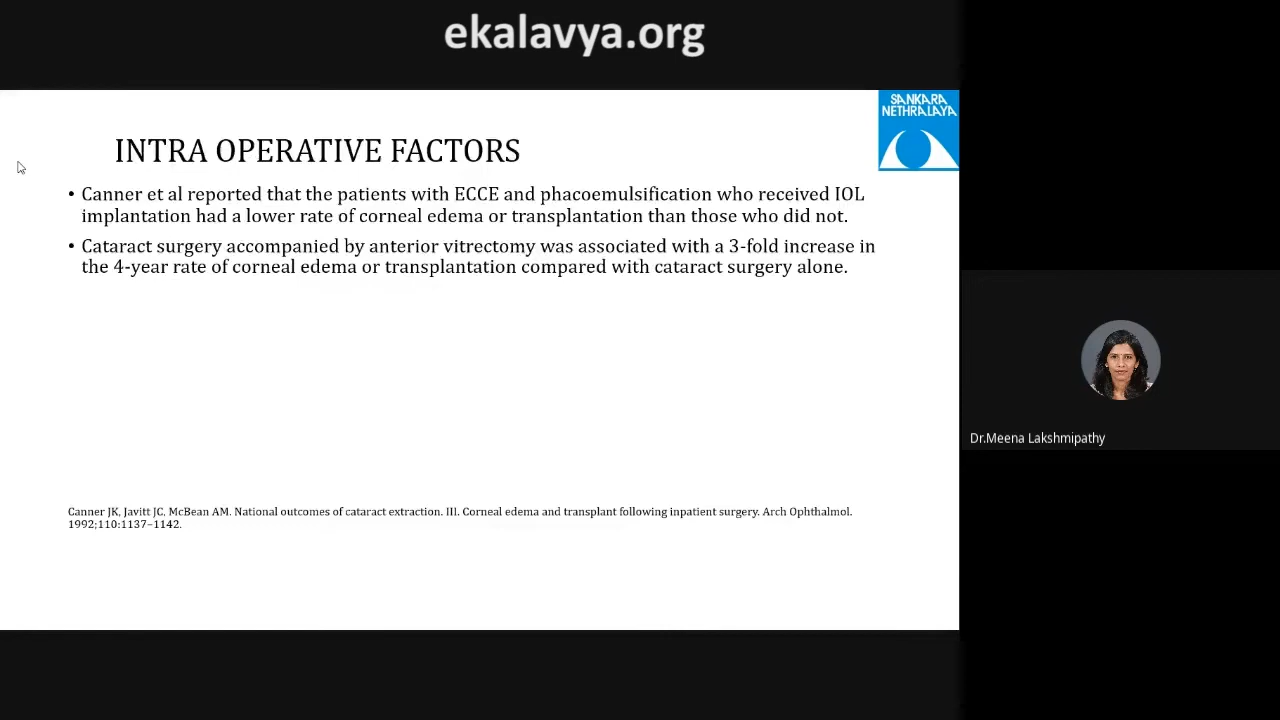 ekalavya.org
SANKARA
NETHRALAYA
INTRA OPERATIVE FACTORS
• Canner et al reported that the patients with ECCE and phacoemulsification who received IOL
implantation had a lower rate of corneal edema or transplantation than those who did not.
• Cataract surgery accompanied by anterior vitrectomy was associated with a 3-fold increase in
the 4-year rate of corneal edema or transplantation compared with cataract surgery alone.
Dr.Meena Lakshmipathy
Canner JK, Javitt JC, McBean AM. National outcomes of cataract extraction. III. Corneal edema and transplant following inpatient surgery. Arch Ophthalmol.
1992;110:1137–1142.